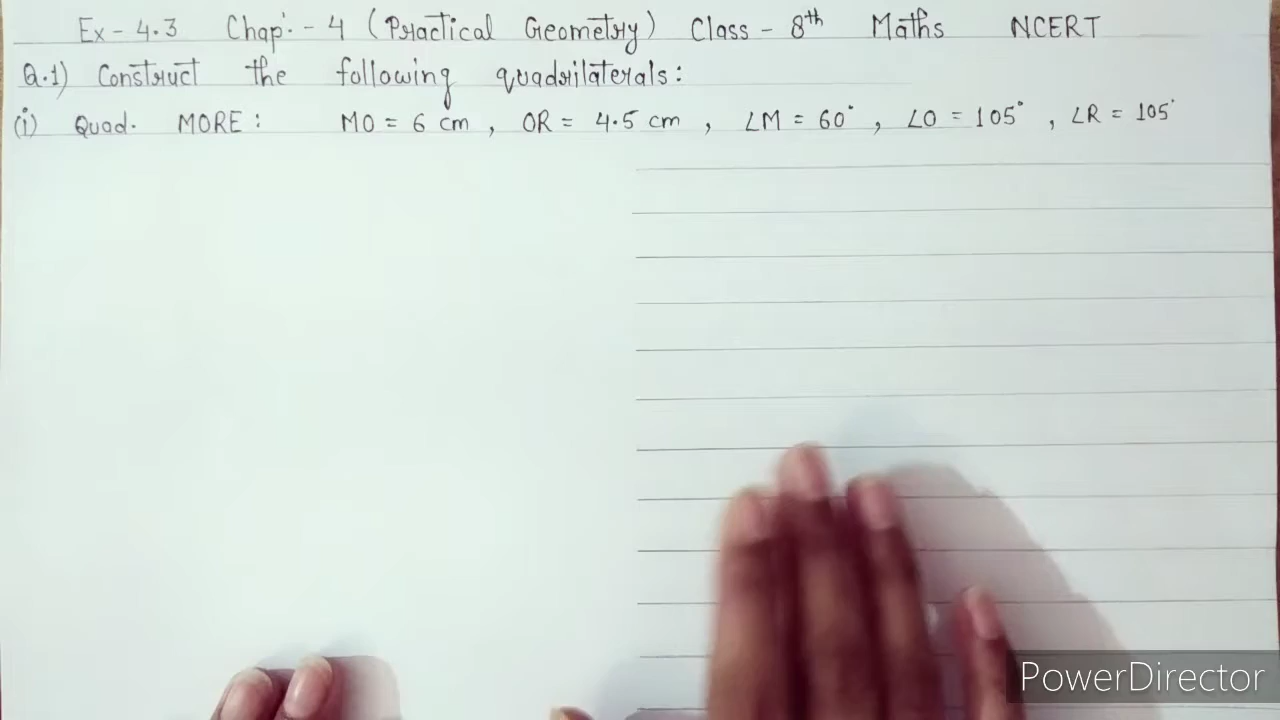 Ex - 4.3 Chap. - 4 (Practical Geometry) Class - 8th Maths NCERT
Q.1) Construct the following quadrilaterals:
(i) Quad. MORE: MO = 6 cm, OR = 4.5 cm, ∠M = 60°, ∠O = 105°, ∠R = 105°
PowerDirector